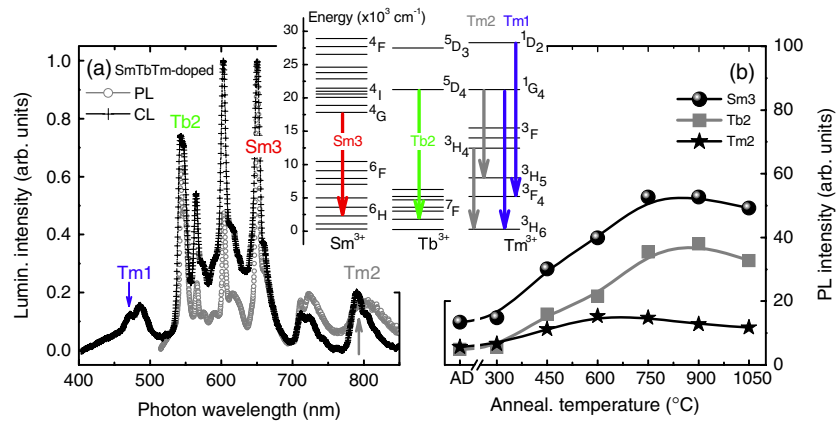 Energy (x10³ cm⁻¹)
Tm2 Tm1
30
25
20
15
10
5
0
⁴F
⁴I
⁴G
⁶F
⁶H
⁵D₃
⁵D₄
⁷F
¹D₂
¹G₄
³F
³H₄
³H₅
³F₄
³H₆
Sm3
Tb2
Sm³⁺ Tb³⁺ Tm³⁺
(a) SmTbTm-doped
PL
CL
Tb2
Sm3
Tm1
Tm2
Lumin. intensity (arb. units)
1.0
0.8
0.6
0.4
0.2
0.0
400 500 600 700 800
Photon wavelength (nm)
(b)
Sm3
Tb2
Tm2
100
80
60
40
20
0
PL intensity (arb. units)
AD 300 450 600 750 900 1050
Anneal. temperature (°C)